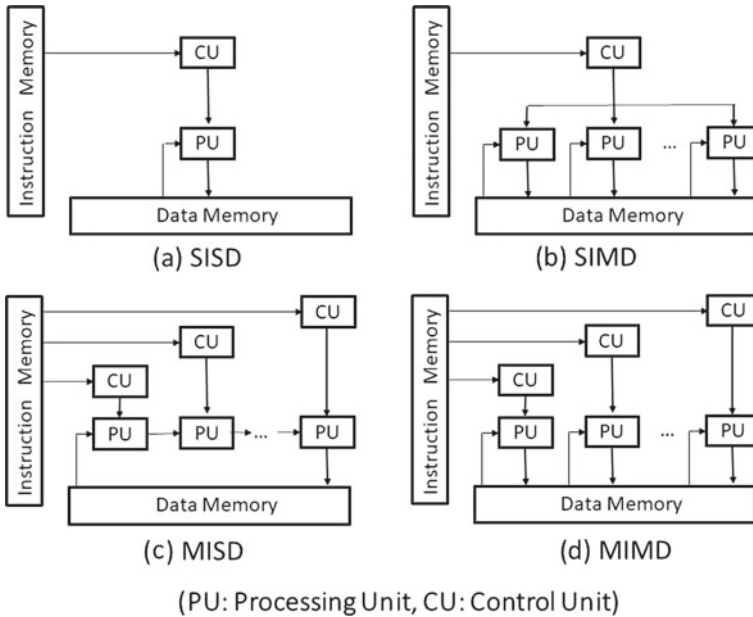 Instruction Memory
CU
PU
Data Memory
(a) SISD
Instruction Memory
CU
PU
PU
...
PU
Data Memory
(b) SIMD
Instruction Memory
CU
CU
CU
PU
PU
...
PU
Data Memory
(c) MISD
Instruction Memory
CU
CU
CU
PU
PU
...
PU
Data Memory
(d) MIMD
(PU: Processing Unit, CU: Control Unit)